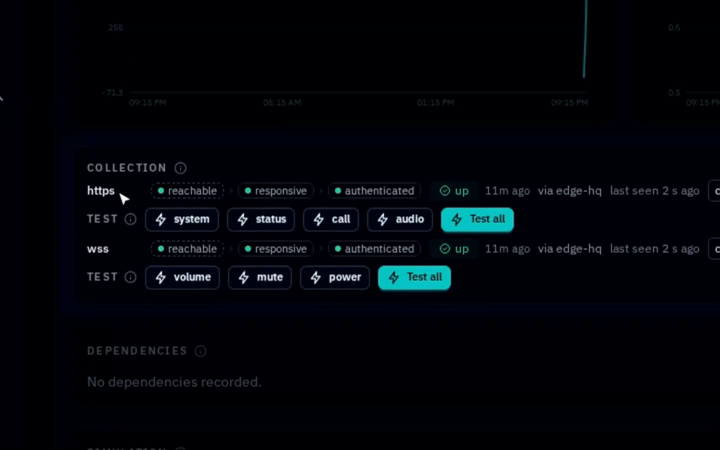 255
0.5
-71.3
0.5
09:15 PM 05:15 AM 01:15 PM 09:15 PM 09:15 PM
COLLECTION
https reachable responsive authenticated up 11m ago via edge-hq last seen 2 s ago
TEST system status call audio Test all
wss reachable responsive authenticated up 11m ago via edge-hq last seen 2 s ago
TEST volume mute power Test all
DEPENDENCIES
No dependencies recorded.